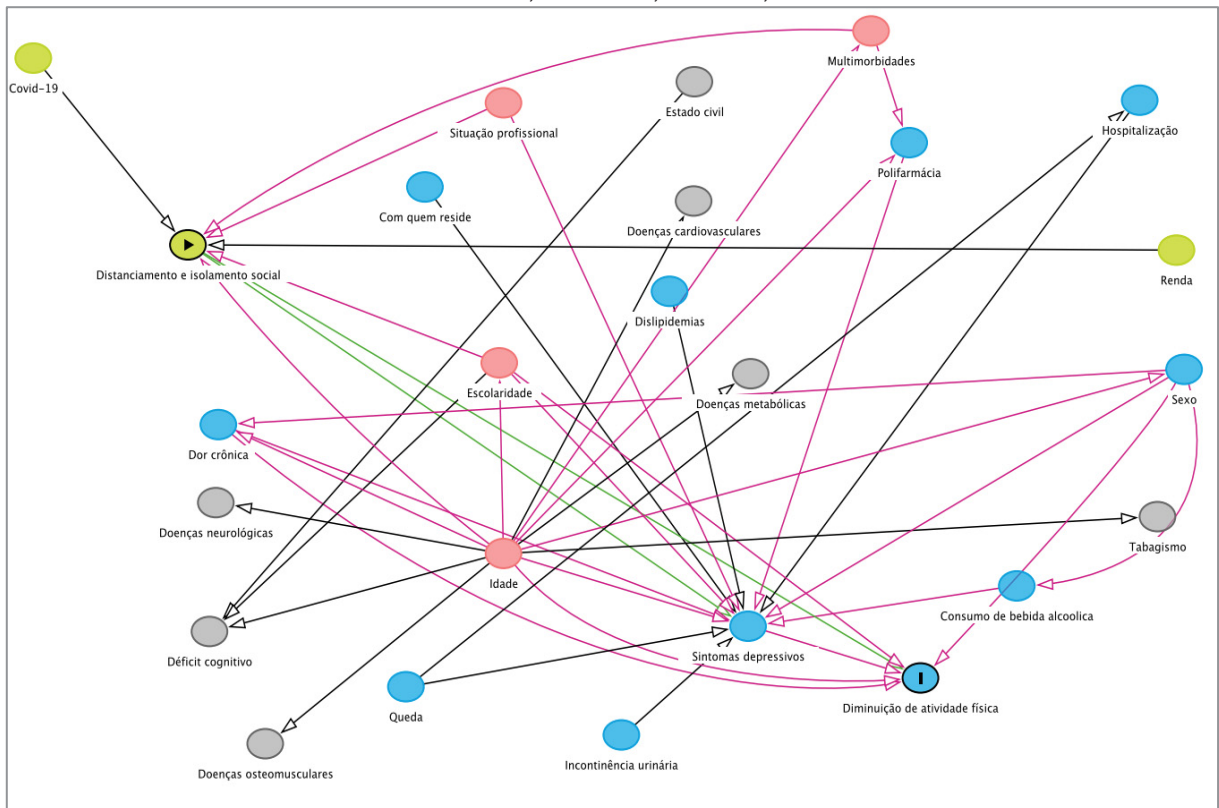 Multimorbidades
Covid-19
Estado civil
Situação profissional
Hospitalização
Polifarmácia
Com quem reside
Doenças cardiovasculares
Distanciamento e isolamento social
Renda
Dislipidemias
Escolaridade
Doenças metabólicas
Sexo
Dor crônica
Doenças neurológicas
Tabagismo
Idade
Consumo de bebida alcoolica
Déficit cognitivo
Sintomas depressivos
Diminuição de atividade física
Queda
Incontinência urinária
Doenças osteomusculares